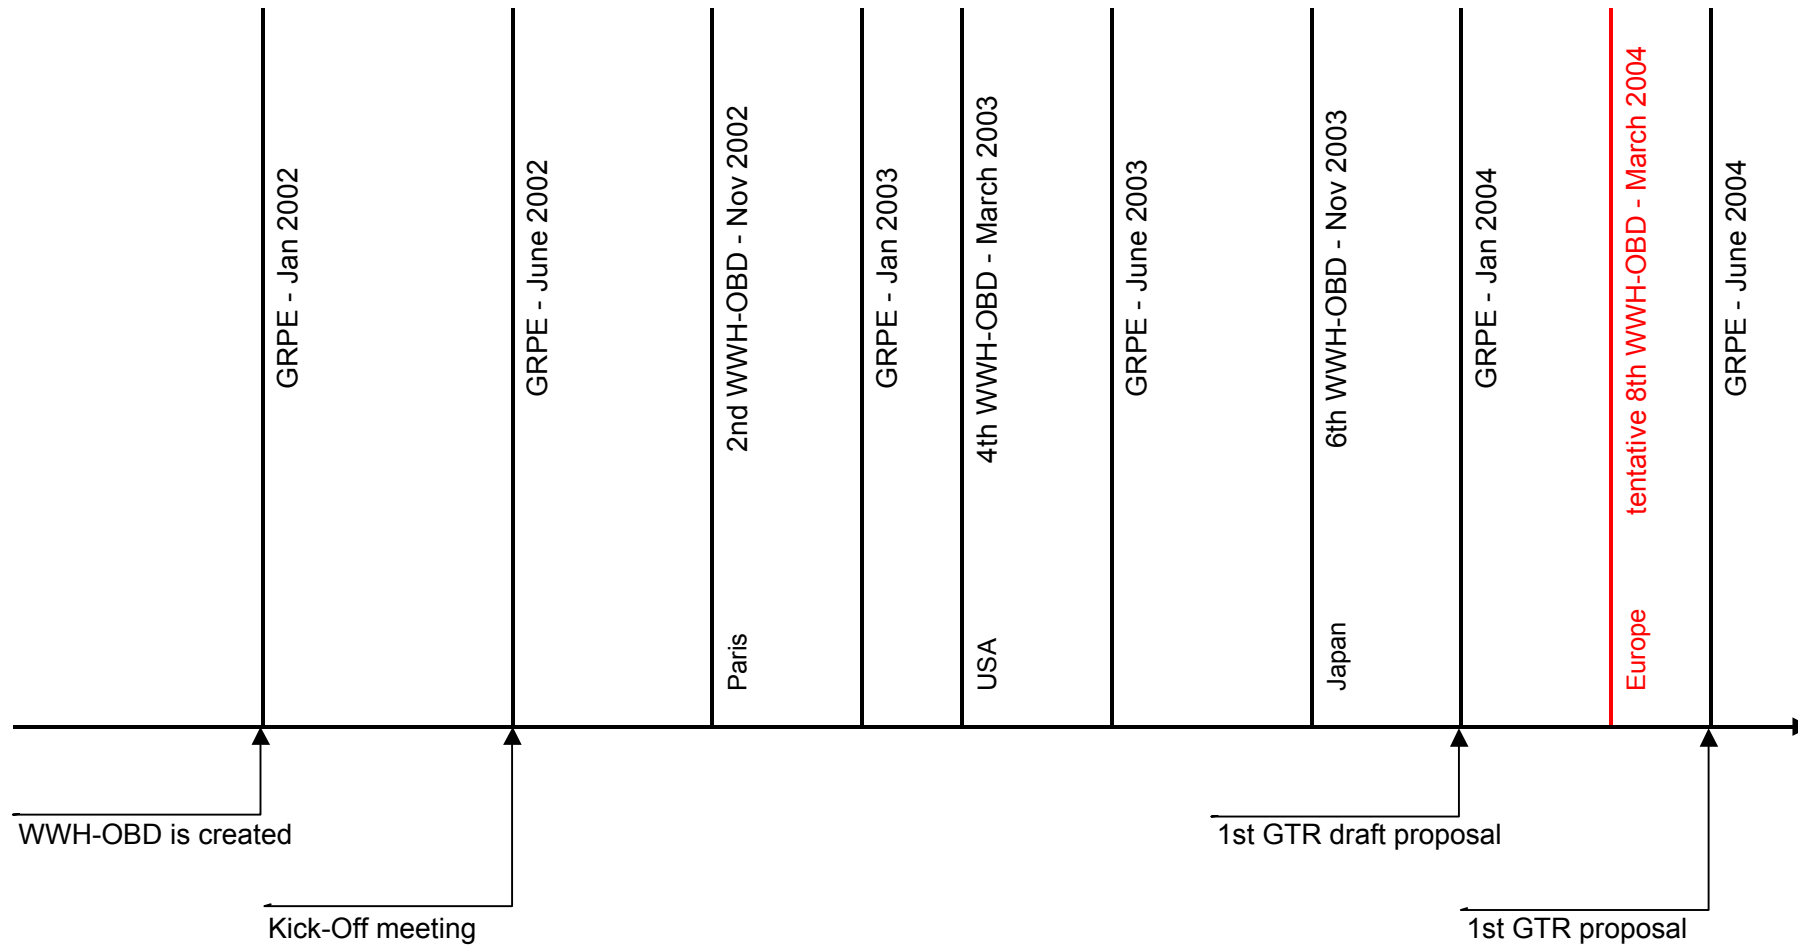 GRPE - Jan 2002
GRPE - June 2002
2nd WWH-OBD - Nov 2002
Paris
GRPE - Jan 2003
4th WWH-OBD - March 2003
USA
GRPE - June 2003
6th WWH-OBD - Nov 2003
Japan
GRPE - Jan 2004
tentative 8th WWH-OBD - March 2004
Europe
GRPE - June 2004
WWH-OBD is created
Kick-Off meeting
1st GTR draft proposal
1st GTR proposal